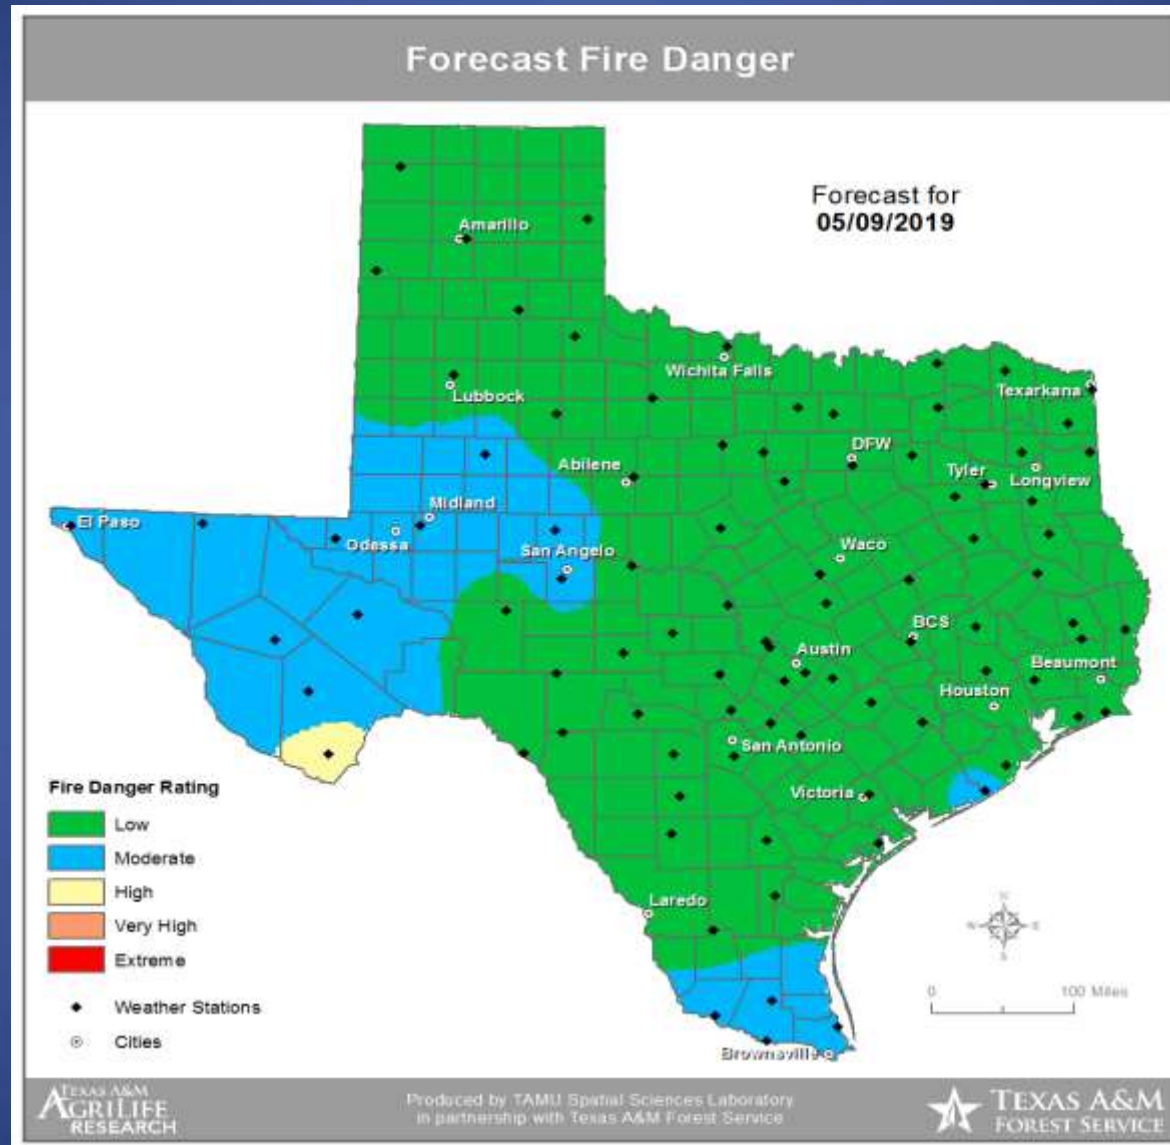 Forecast Fire Danger
Forecast for
05/09/2019
Amarillo
Wichita Falls
Lubbock
Texarkana
DFW
Abilene
Tyler
Longview
Midland
El Paso
Odessa
San Angelo
Waco
BCS
Austin
Beaumont
Houston
San Antonio
Victoria
Laredo
Brownsville
Fire Danger Rating
Low
Moderate
High
Very High
Extreme
Weather Stations
Cities
N
W
E
S
0 100 Miles
TEXAS A&M
AGRILIFE
RESEARCH
Produced by TAMU Spatial Sciences Laboratory
in partnership with Texas A&M Forest Service
TEXAS A&M
FOREST SERVICE